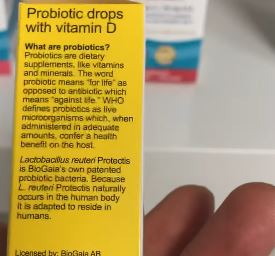 Probiotic drops
with vitamin D
What are probiotics?
Probiotics are dietary
supplements, like vitamins
and minerals. The word
probiotic means "for life" as
opposed to antibiotic which
means "against life." WHO
defines probiotics as live
microorganisms which, when
administered in adequate
amounts, confer a health
benefit on the host.
Lactobacillus reuteri Protectis
is BioGaia's own patented
probiotic bacteria. Because
L. reuteri Protectis naturally
occurs in the human body
it is adapted to reside in
humans.
Licensed by: BioGaia AB